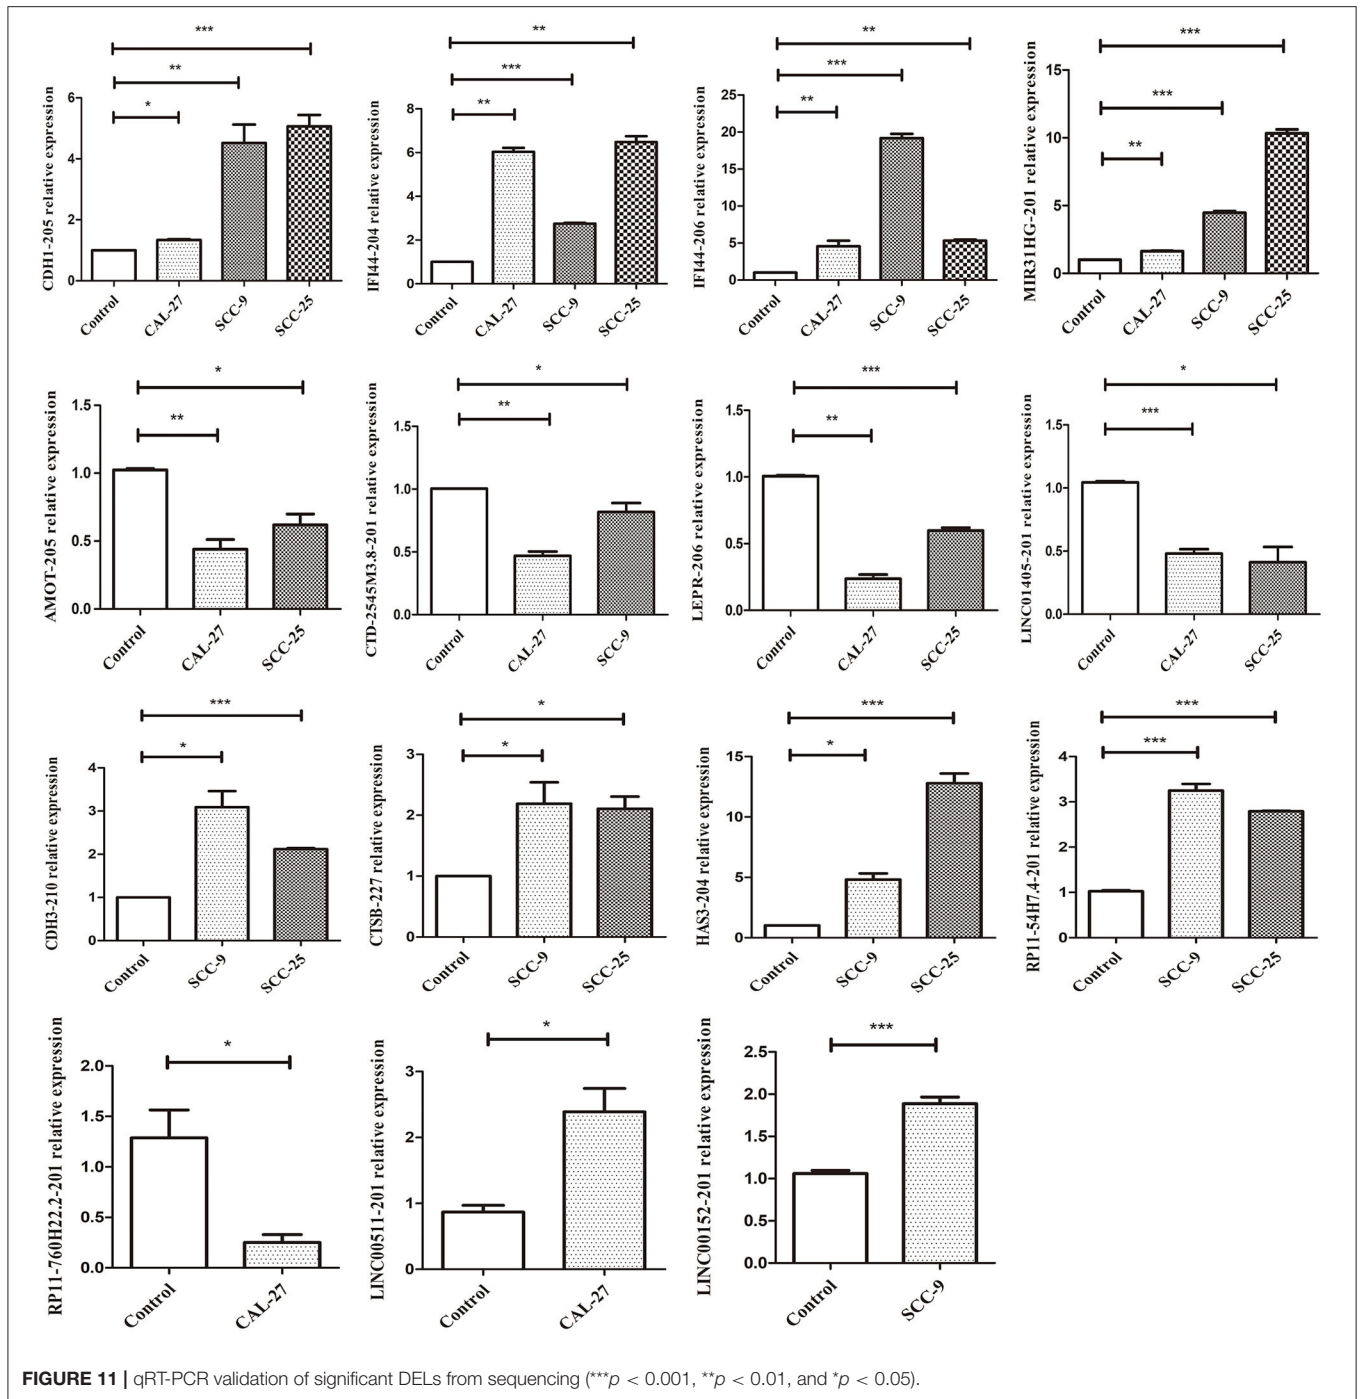 ***
**
*
CDH1-205 relative expression
6
4
2
0
Control
CAL-27
SCC-9
SCC-25
**
***
**
IFI44-204 relative expression
8
6
4
2
0
Control
CAL-27
SCC-9
SCC-25
**
***
**
IFI44-206 relative expression
25
20
15
10
5
0
Control
CAL-27
SCC-9
SCC-25
***
***
**
MIR31HG-201 relative expression
15
10
5
0
Control
CAL-27
SCC-9
SCC-25
*
**
AMOT-205 relative expression
1.5
1.0
0.5
0.0
Control
CAL-27
SCC-25
*
**
CTD-2545M3.8-201 relative expression
1.5
1.0
0.5
0.0
Control
CAL-27
SCC-9
***
**
LEPR-206 relative expression
1.5
1.0
0.5
0.0
Control
CAL-27
SCC-25
*
***
LINC01405-201 relative expression
1.5
1.0
0.5
0.0
Control
CAL-27
SCC-25
***
*
CDH3-210 relative expression
4
3
2
1
0
Control
SCC-9
SCC-25
*
*
CTSB-227 relative expression
3
2
1
0
Control
SCC-9
SCC-25
***
*
HAS3-204 relative expression
15
10
5
0
Control
SCC-9
SCC-25
***
***
RP11-54H7.4-201 relative expression
4
3
2
1
0
Control
SCC-9
SCC-25
*
RP11-760H22.2-201 relative expression
2.0
1.5
1.0
0.5
0.0
Control
CAL-27
*
LINC00511-201 relative expression
3
2
1
0
Control
CAL-27
***
LINC00152-201 relative expression
2.5
2.0
1.5
1.0
0.5
0.0
Control
SCC-9
FIGURE 11 | qRT-PCR validation of significant DELs from sequencing (***p < 0.001, **p < 0.01, and *p < 0.05).